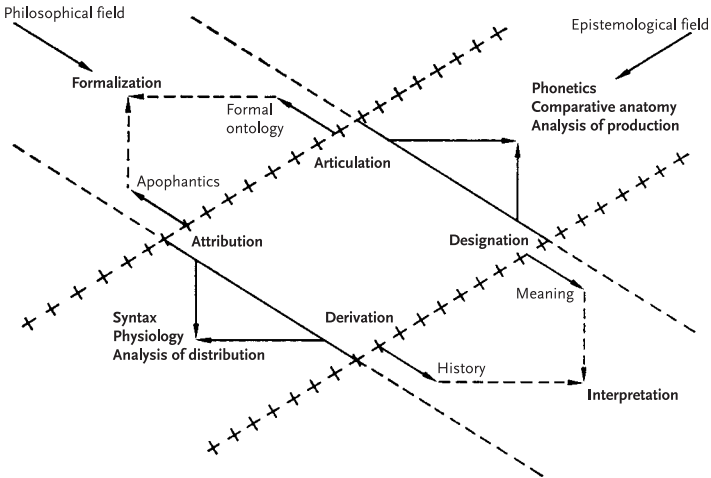 Philosophical field
Epistemological field
Formalization
Phonetics
Comparative anatomy
Analysis of production
Formal
ontology
Articulation
Apophantics
Attribution
Designation
Meaning
Syntax
Physiology
Analysis of distribution
Derivation
History
Interpretation